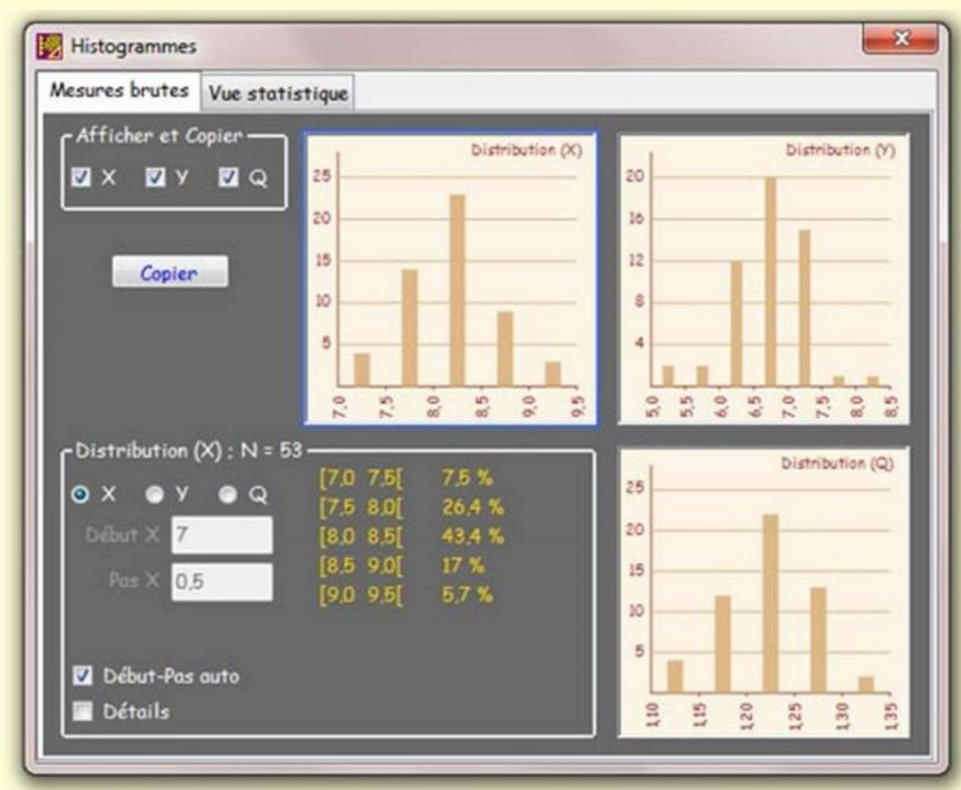 Histogrammes
Mesures brutes Vue statistique
Afficher et Copier
X Y Q
Copier
Distribution (X)
25
20
15
10
5
7,0 7,5 8,0 8,5 9,0 9,5
Distribution (Y)
20
16
12
8
4
5,0 5,5 6,0 6,5 7,0 7,5 8,0 8,5
Distribution (X) ; N = 53
X Y Q
Début X 7
Pas X 0,5
[7,0 7,5[ 7,5 %
[7,5 8,0[ 26,4 %
[8,0 8,5[ 43,4 %
[8,5 9,0[ 17 %
[9,0 9,5[ 5,7 %
Début-Pas auto
Détails
Distribution (Q)
25
20
15
10
5
1,10 1,15 1,20 1,25 1,30 1,35